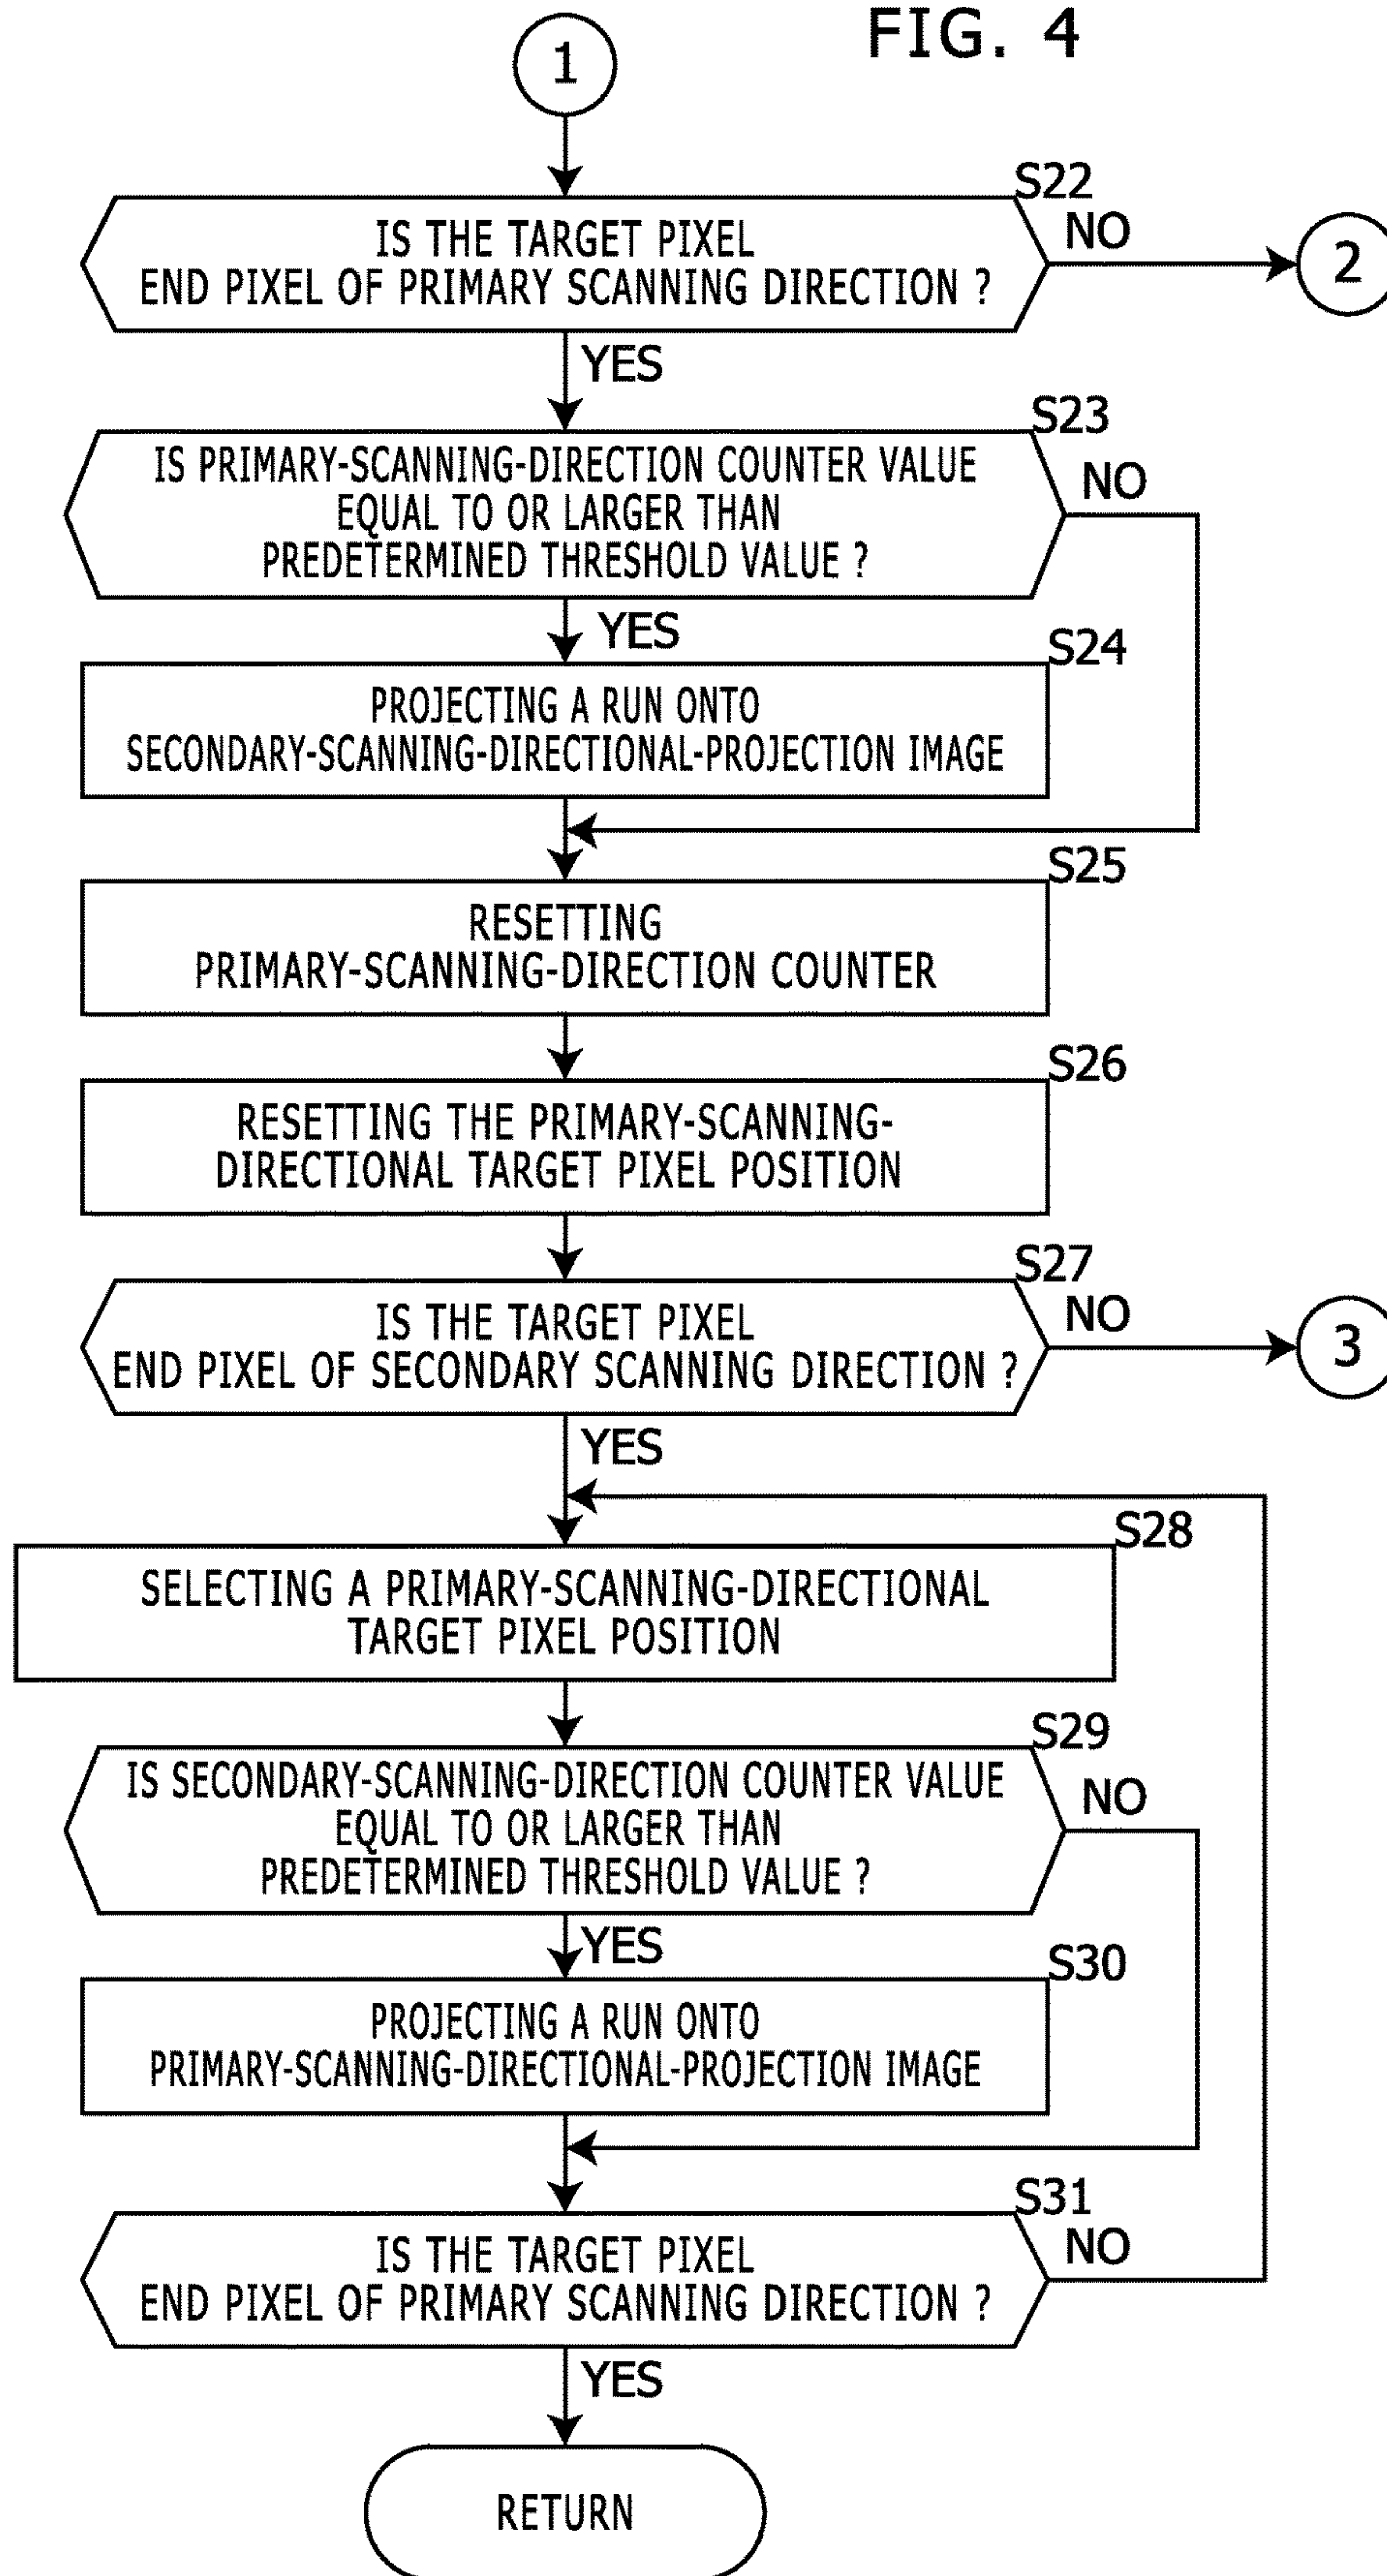 FIG. 4
1
S22
IS THE TARGET PIXEL
END PIXEL OF PRIMARY SCANNING DIRECTION ?
NO
2
YES
S23
IS PRIMARY-SCANNING-DIRECTION COUNTER VALUE
EQUAL TO OR LARGER THAN
PREDETERMINED THRESHOLD VALUE ?
NO
YES
S24
PROJECTING A RUN ONTO
SECONDARY-SCANNING-DIRECTIONAL-PROJECTION IMAGE
S25
RESETTING
PRIMARY-SCANNING-DIRECTION COUNTER
S26
RESETTING THE PRIMARY-SCANNING-
DIRECTIONAL TARGET PIXEL POSITION
S27
IS THE TARGET PIXEL
END PIXEL OF SECONDARY SCANNING DIRECTION ?
NO
3
YES
S28
SELECTING A PRIMARY-SCANNING-DIRECTIONAL
TARGET PIXEL POSITION
S29
IS SECONDARY-SCANNING-DIRECTION COUNTER VALUE
EQUAL TO OR LARGER THAN
PREDETERMINED THRESHOLD VALUE ?
NO
YES
S30
PROJECTING A RUN ONTO
PRIMARY-SCANNING-DIRECTIONAL-PROJECTION IMAGE
S31
IS THE TARGET PIXEL
END PIXEL OF PRIMARY SCANNING DIRECTION ?
NO
YES
RETURN